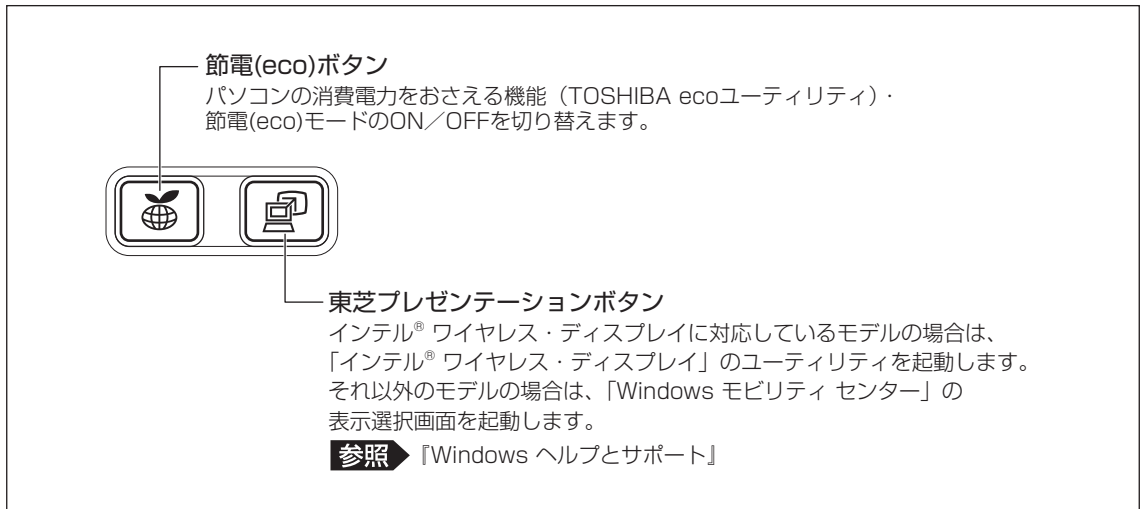 節電(eco)ボタン
パソコンの消費電力をおさえる機能（TOSHIBA ecoユーティリティ）・
節電(eco)モードのON／OFFを切り替えます。
東芝プレゼンテーションボタン
インテル® ワイヤレス・ディスプレイに対応しているモデルの場合は、
「インテル® ワイヤレス・ディスプレイ」のユーティリティを起動します。
それ以外のモデルの場合は、「Windows モビリティ センター」の
表示選択画面を起動します。
参照 『Windows ヘルプとサポート』